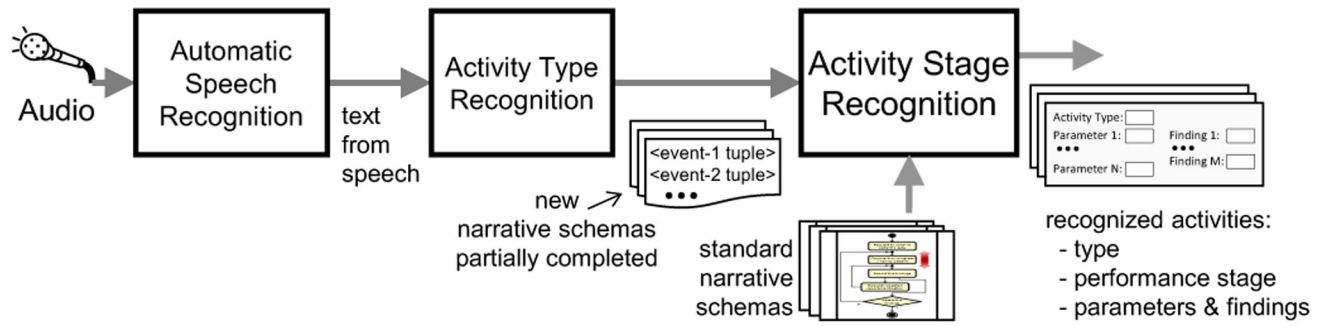 Audio
Automatic
Speech
Recognition
text
from
speech
Activity Type
Recognition
<event-1 tuple>
<event-2 tuple>
•••
new
narrative schemas
partially completed
Activity Stage
Recognition
standard
narrative
schemas
Activity Type:
Parameter 1:
•••
Parameter N:
Finding 1:
•••
Finding M:
recognized activities:
- type
- performance stage
- parameters & findings